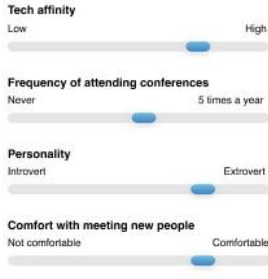 Tech affinity
Low High
Frequency of attending conferences
Never 5 times a year
Personality
Introvert Extrovert
Comfort with meeting new people
Not comfortable Comfortable